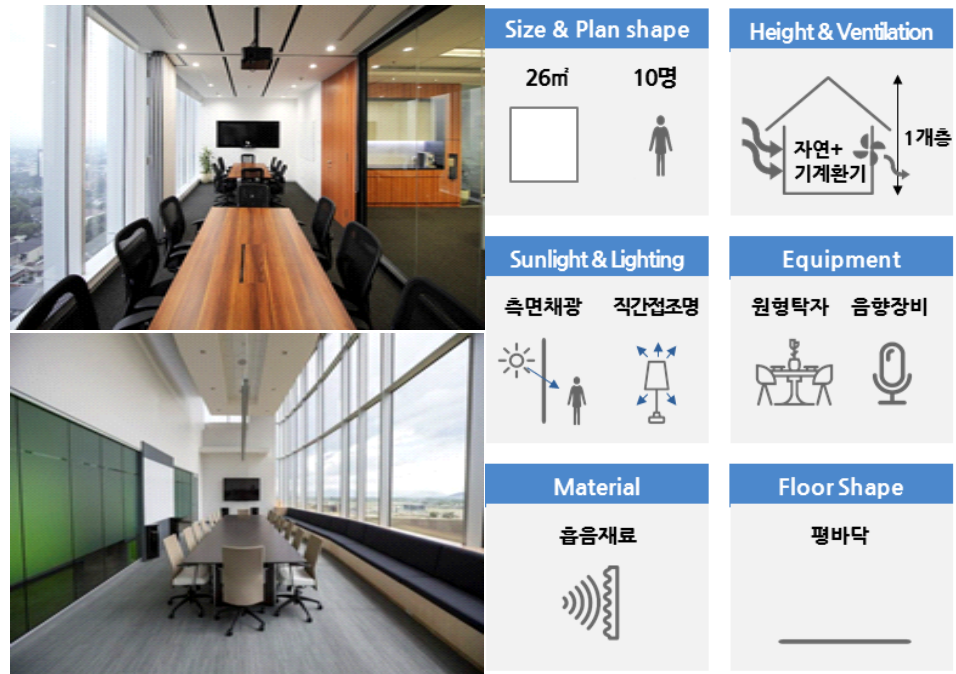 Size & Plan shape
26㎡ 10명
Height & Ventilation
자연+
기계환기
1개층
Sunlight & Lighting
측면채광 직간접조명
Equipment
원형탁자 음향장비
Material
흡음재료
Floor Shape
평바닥